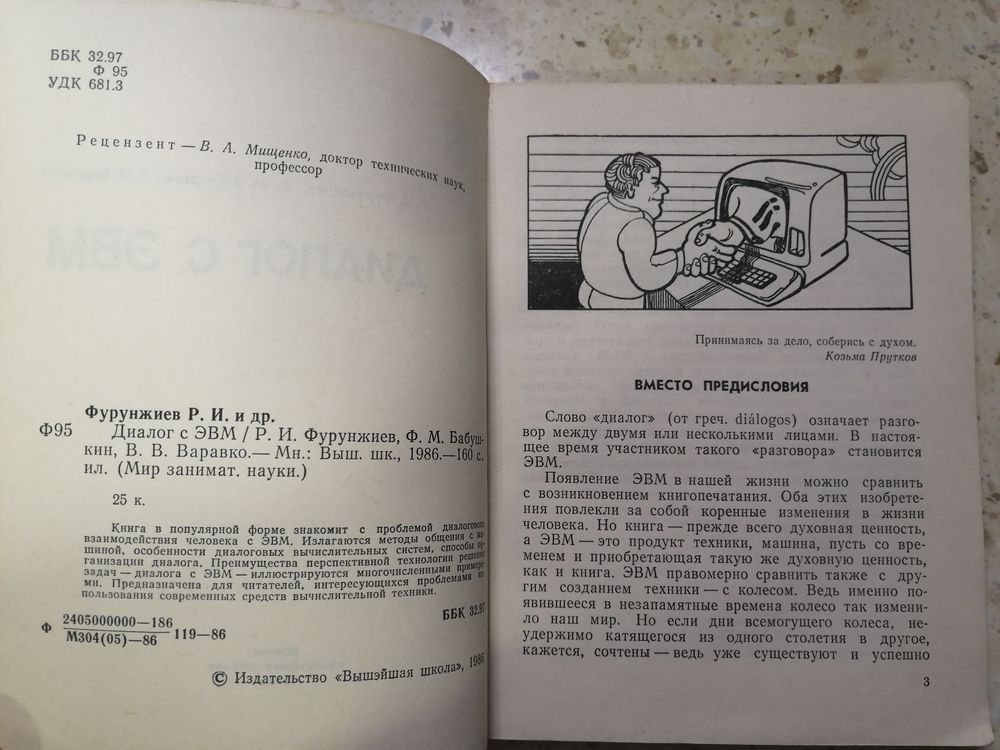 ББК 32.97
Ф 95
УДК 681.3
Рецензент — В. А. Мищенко, доктор технических наук,
профессор
ДИАЛОГ С ЭВМ
Фурунжиев Р. И. и др.
Ф95 Диалог с ЭВМ / Р. И. Фурунжиев, Ф. М. Бабуш-
кин, В. В. Варавко.— Мн.: Выш. шк., 1986.—160 с.,
ил. (Мир занимат. науки.)
25 к.
Книга в популярной форме знакомит с проблемой диалогового
взаимодействия человека с ЭВМ. Излагаются методы общения с ма-
шиной, особенности диалоговых вычислительных систем, способы ор-
ганизации диалога. Преимущества перспективной технологии решения
задач — диалога с ЭВМ — иллюстрируются многочисленными примера-
ми. Предназначена для читателей, интересующихся проблемами ис-
пользования современных средств вычислительной техники.
Ф 2405000000—186
М304(05)—86 119—86
ББК 32.97
© Издательство «Вышэйшая школа», 1986.
Принимаясь за дело, соберись с духом.
Козьма Прутков
ВМЕСТО ПРЕДИСЛОВИЯ
Слово «диалог» (от греч. diálogos) означает разго-
вор между двумя или несколькими лицами. В настоя-
щее время участником такого «разговора» становится
ЭВМ.
Появление ЭВМ в нашей жизни можно сравнить
с возникновением книгопечатания. Оба этих изобрете-
ния повлекли за собой коренные изменения в жизни
человека. Но книга — прежде всего духовная ценность,
а ЭВМ — это продукт техники, машина, пусть со вре-
менем и приобретающая такую же духовную ценность,
как и книга. ЭВМ правомерно сравнить также с дру-
гим созданием техники — с колесом. Ведь именно по-
явившееся в незапамятные времена колесо так измени-
ло наш мир. Но если дни всемогущего колеса, не-
удержимо катящегося из одного столетия в другое,
кажется, сочтены — ведь уже существуют и успешно
3